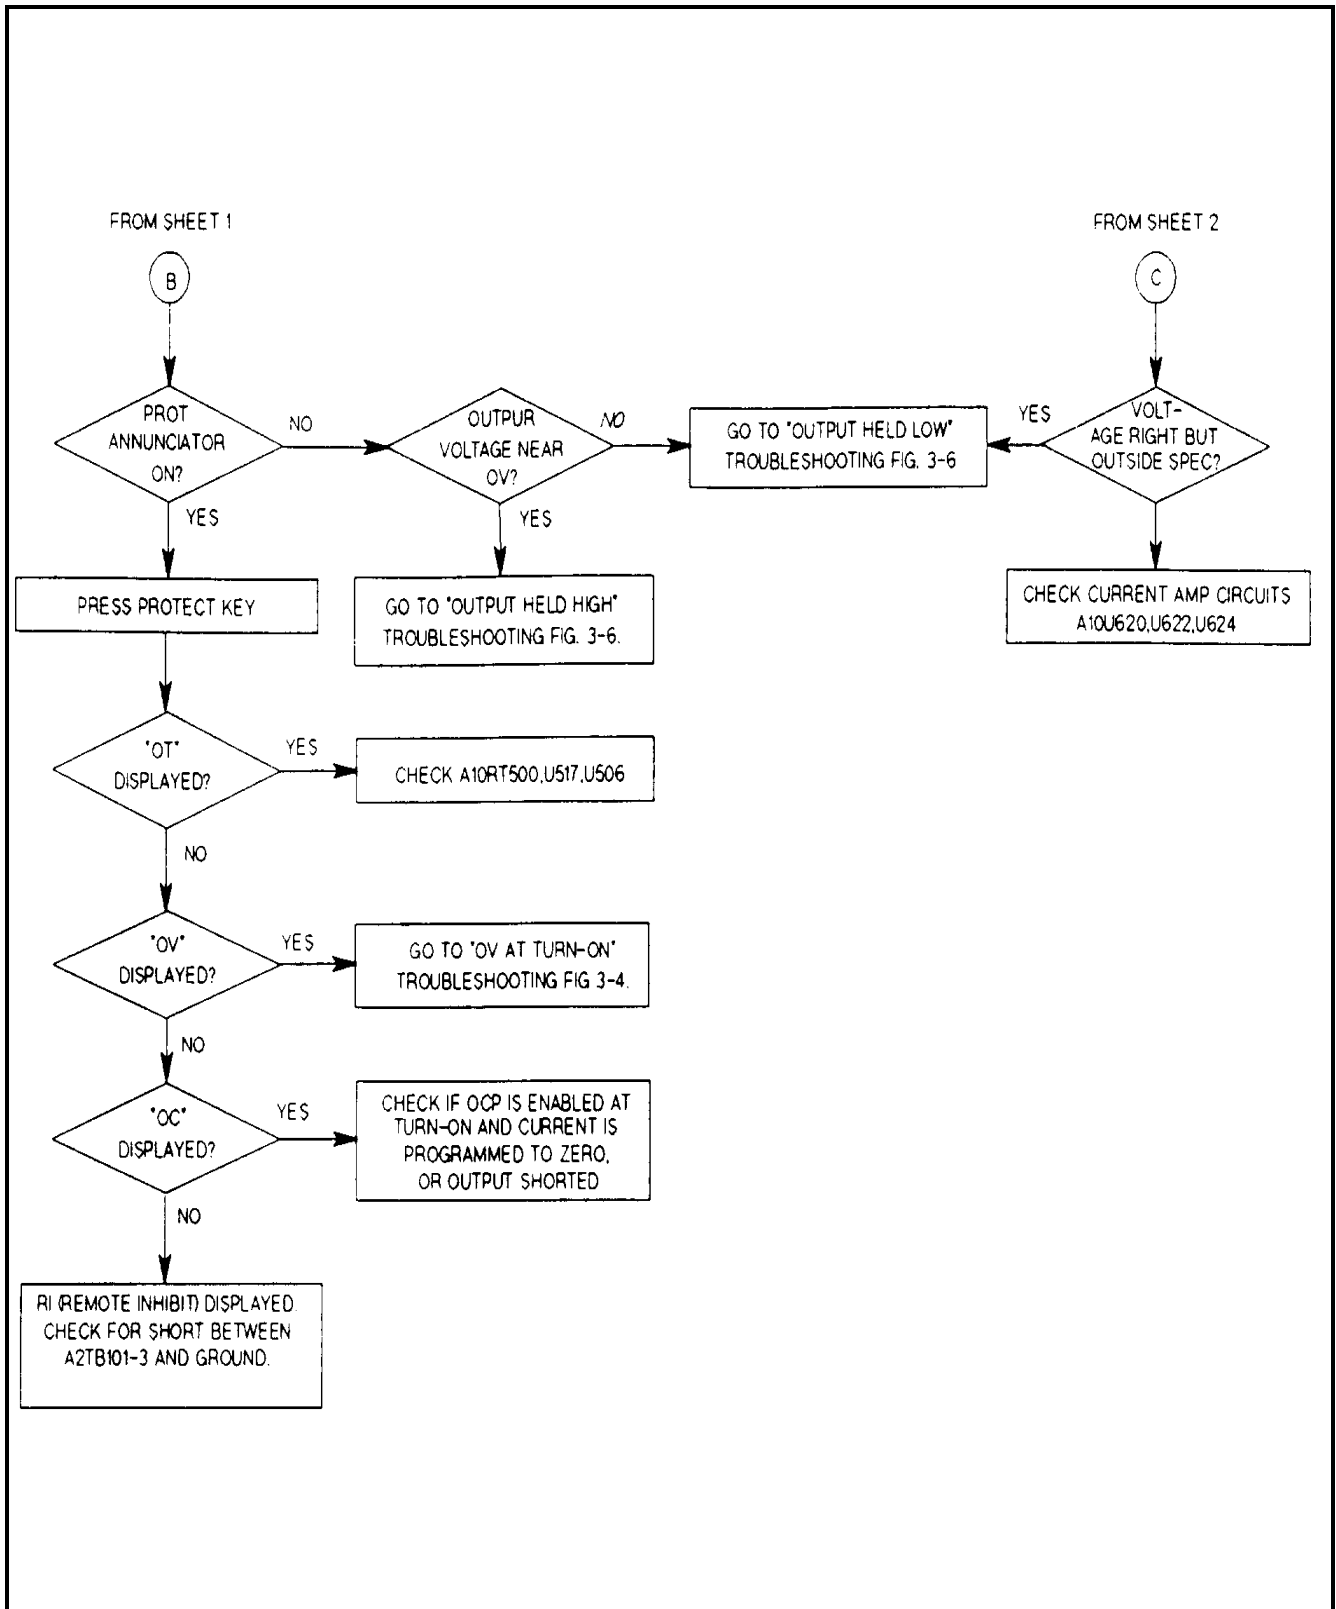 FROM SHEET 1
B
PROT
ANNUNCIATOR
ON?
NO
YES
OUTPUR
VOLTAGE NEAR
OV?
NO
YES
GO TO "OUTPUT HELD LOW"
TROUBLESHOOTING FIG. 3-6
FROM SHEET 2
C
YES
VOLT-
AGE RIGHT BUT
OUTSIDE SPEC?
CHECK CURRENT AMP CIRCUITS
A10U620,U622,U624
PRESS PROTECT KEY
GO TO "OUTPUT HELD HIGH"
TROUBLESHOOTING FIG. 3-6.
"OT"
DISPLAYED?
YES
CHECK A10RT500,U517,U506
NO
"OV"
DISPLAYED?
YES
GO TO "OV AT TURN-ON"
TROUBLESHOOTING FIG 3-4.
NO
"OC"
DISPLAYED?
YES
CHECK IF OCP IS ENABLED AT
TURN-ON AND CURRENT IS
PROGRAMMED TO ZERO,
OR OUTPUT SHORTED
NO
RI (REMOTE INHIBIT) DISPLAYED.
CHECK FOR SHORT BETWEEN
A2TB101-3 AND GROUND.